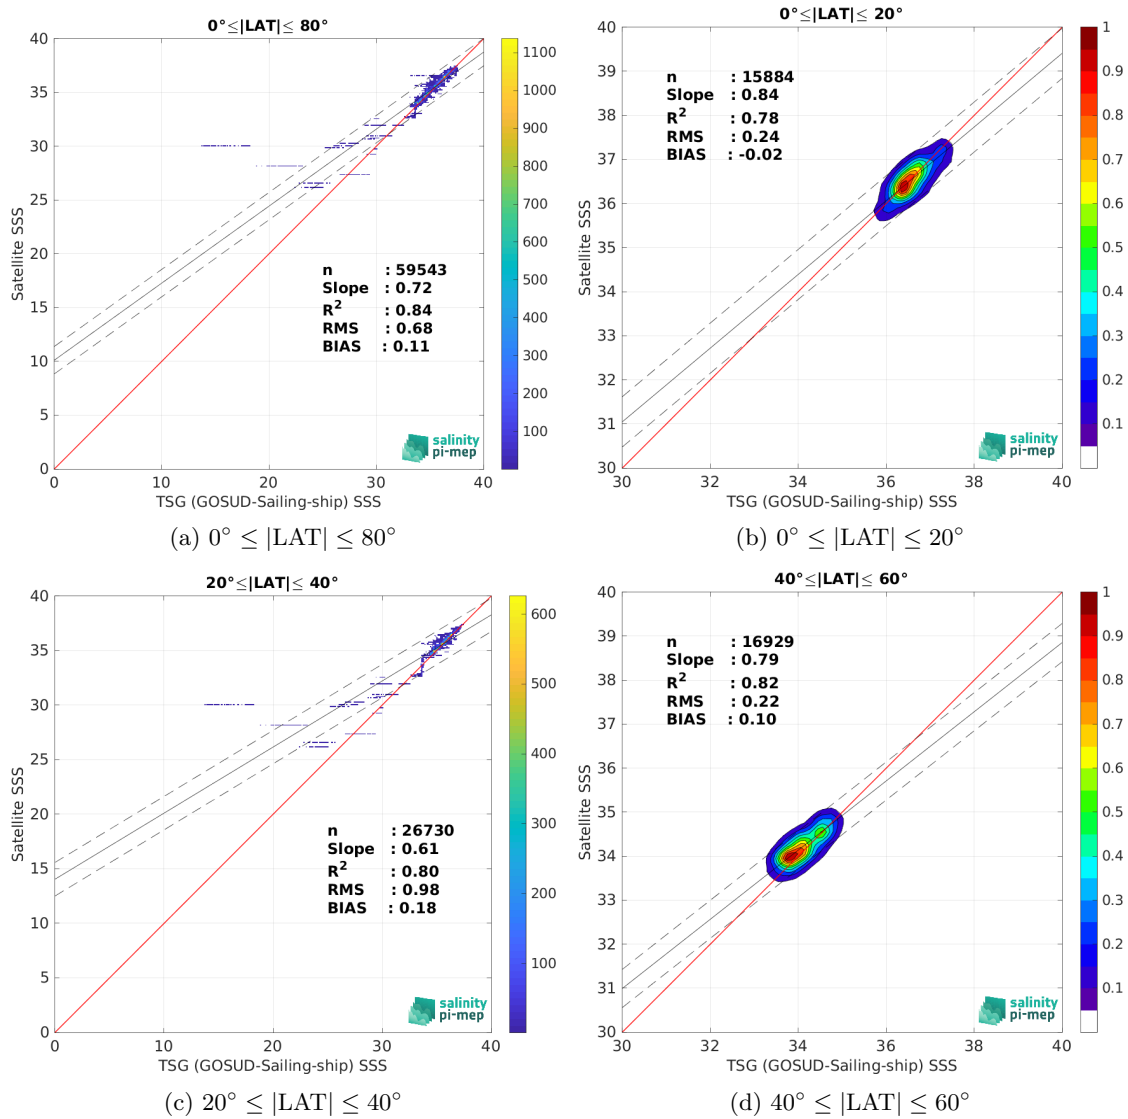 0°≤|LAT|≤ 80°
40
35
30
25
20
15
10
5
0
Satellite SSS
n : 59543
Slope : 0.72
R2 : 0.84
RMS : 0.68
BIAS : 0.11
salinity
pi-mep
0 10 20 30 40
TSG (GOSUD-Sailing-ship) SSS
1100
1000
900
800
700
600
500
400
300
200
100
(a) 0° ≤ |LAT| ≤ 80°
0°≤|LAT|≤ 20°
40
39
38
37
36
35
34
33
32
31
30
Satellite SSS
n : 15884
Slope : 0.84
R2 : 0.78
RMS : 0.24
BIAS : -0.02
salinity
pi-mep
30 32 34 36 38 40
TSG (GOSUD-Sailing-ship) SSS
1
0.9
0.8
0.7
0.6
0.5
0.4
0.3
0.2
0.1
(b) 0° ≤ |LAT| ≤ 20°
20°≤|LAT|≤ 40°
40
35
30
25
20
15
10
5
0
Satellite SSS
n : 26730
Slope : 0.61
R2 : 0.80
RMS : 0.98
BIAS : 0.18
salinity
pi-mep
0 10 20 30 40
TSG (GOSUD-Sailing-ship) SSS
600
500
400
300
200
100
(c) 20° ≤ |LAT| ≤ 40°
40°≤|LAT|≤ 60°
40
39
38
37
36
35
34
33
32
31
30
Satellite SSS
n : 16929
Slope : 0.79
R2 : 0.82
RMS : 0.22
BIAS : 0.10
salinity
pi-mep
30 32 34 36 38 40
TSG (GOSUD-Sailing-ship) SSS
1
0.9
0.8
0.7
0.6
0.5
0.4
0.3
0.2
0.1
(d) 40° ≤ |LAT| ≤ 60°